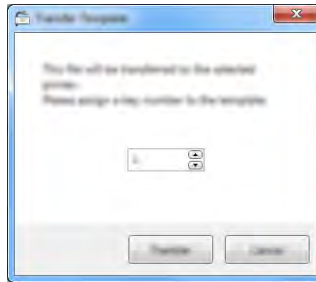 Transfer Template
This file will be transferred to the selected
printer.
Please assign a key number to the template.
1
Transfer
Cancel